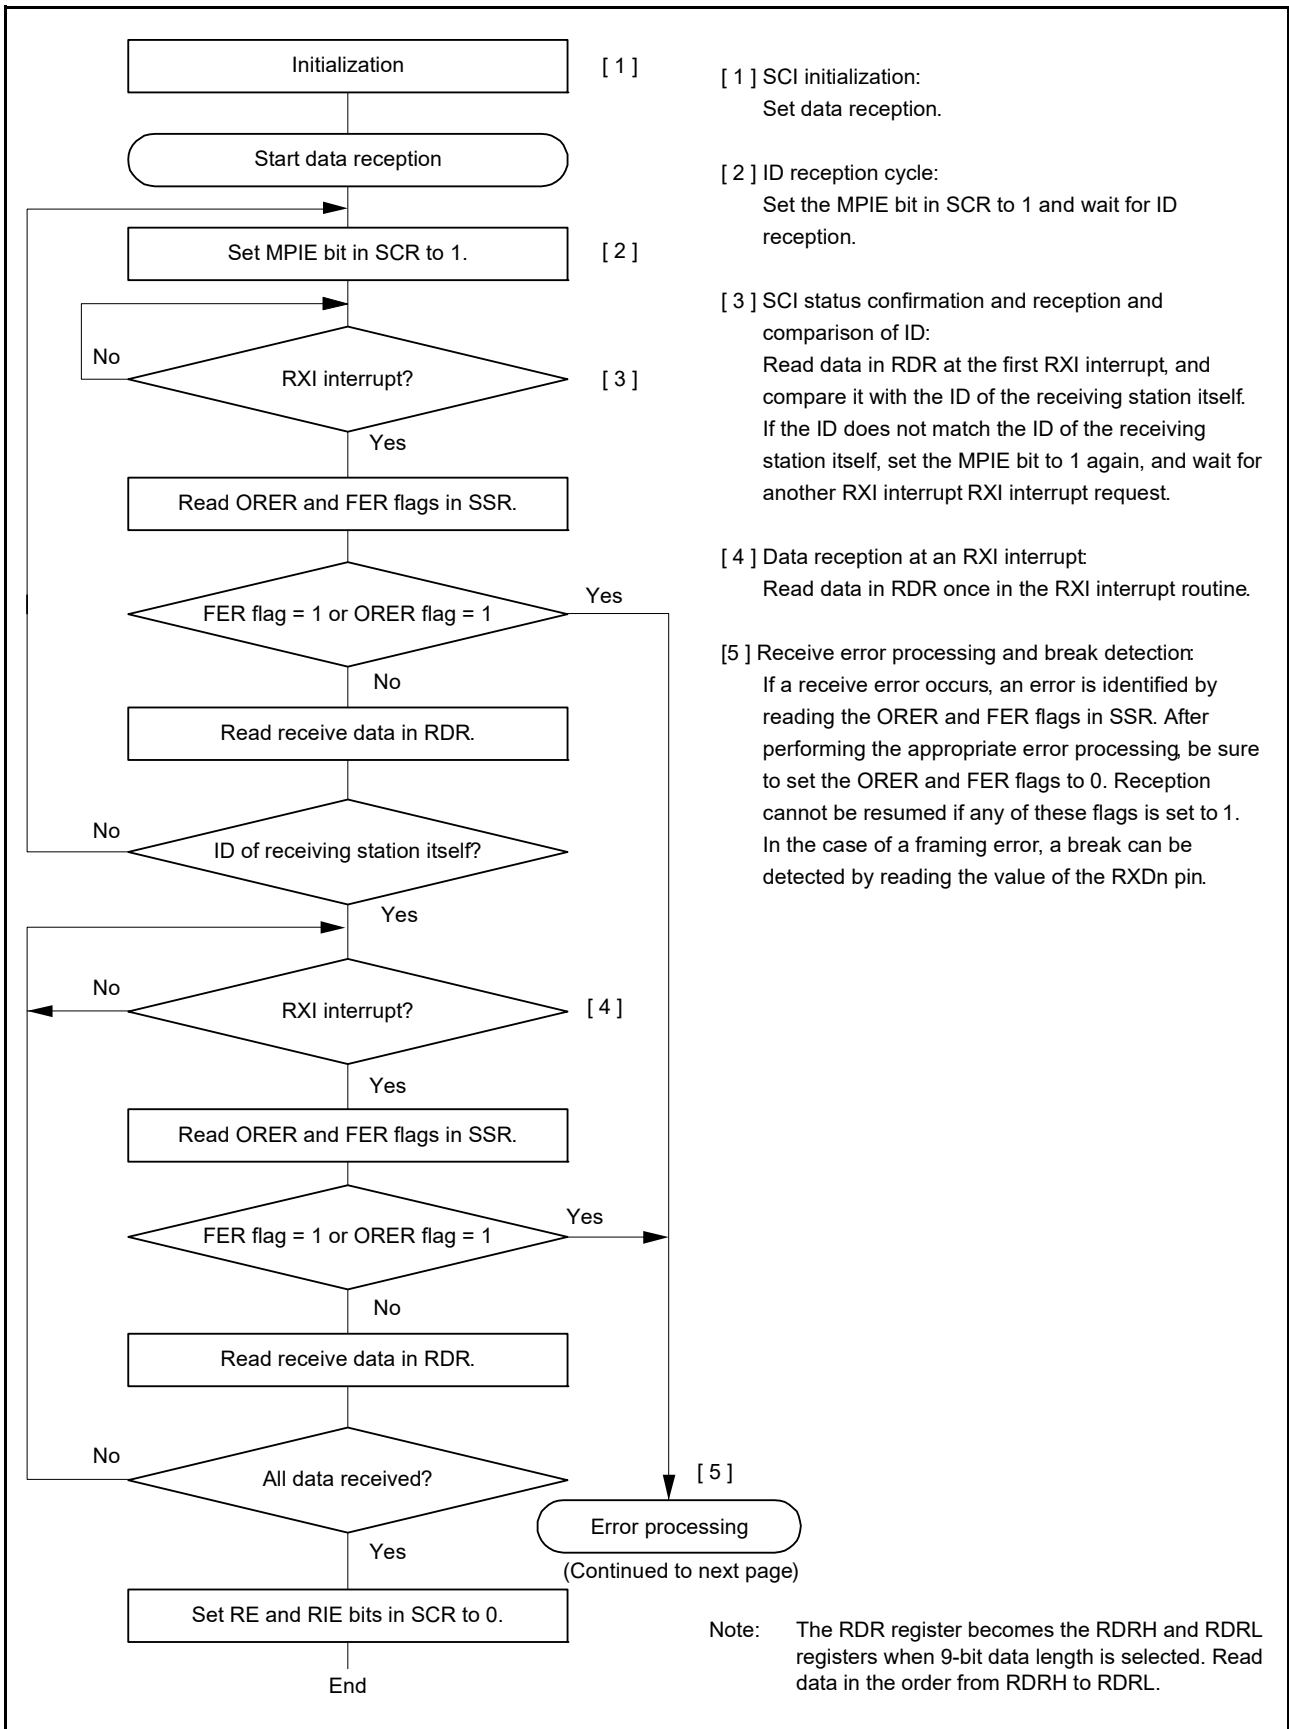 Initialization
[ 1 ]
Start data reception
Set MPIE bit in SCR to 1.
[ 2 ]
No
RXI interrupt?
[ 3 ]
Yes
Read ORER and FER flags in SSR.
FER flag = 1 or ORER flag = 1
Yes
No
Read receive data in RDR.
No
ID of receiving station itself?
Yes
No
RXI interrupt?
[ 4 ]
Yes
Read ORER and FER flags in SSR.
FER flag = 1 or ORER flag = 1
Yes
No
Read receive data in RDR.
No
All data received?
[ 5 ]
Error processing
(Continued to next page)
Yes
Set RE and RIE bits in SCR to 0.
End
[ 1 ] SCI initialization:
Set data reception.
[ 2 ] ID reception cycle:
Set the MPIE bit in SCR to 1 and wait for ID
reception.
[ 3 ] SCI status confirmation and reception and
comparison of ID:
Read data in RDR at the first RXI interrupt, and
compare it with the ID of the receiving station itself.
If the ID does not match the ID of the receiving
station itself, set the MPIE bit to 1 again, and wait for
another RXI interrupt RXI interrupt request.
[ 4 ] Data reception at an RXI interrupt:
Read data in RDR once in the RXI interrupt routine.
[5 ] Receive error processing and break detection:
If a receive error occurs, an error is identified by
reading the ORER and FER flags in SSR. After
performing the appropriate error processing, be sure
to set the ORER and FER flags to 0. Reception
cannot be resumed if any of these flags is set to 1.
In the case of a framing error, a break can be
detected by reading the value of the RXDn pin.
Note: The RDR register becomes the RDRH and RDRL
registers when 9-bit data length is selected. Read
data in the order from RDRH to RDRL.